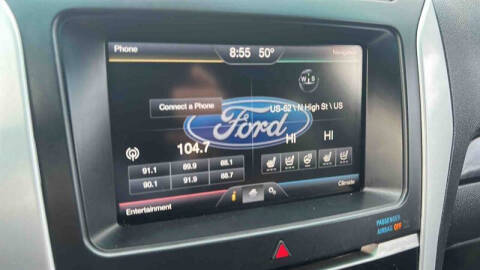 Phone
8:55 50°
Navigation
W S
Connect a Phone
US-62 \ N High St \ US
Ford
HI HI
104.7
91.1 89.9 68.1
90.1 91.9 88.7
Entertainment
Climate
PASSENGER
AIRBAG OFF